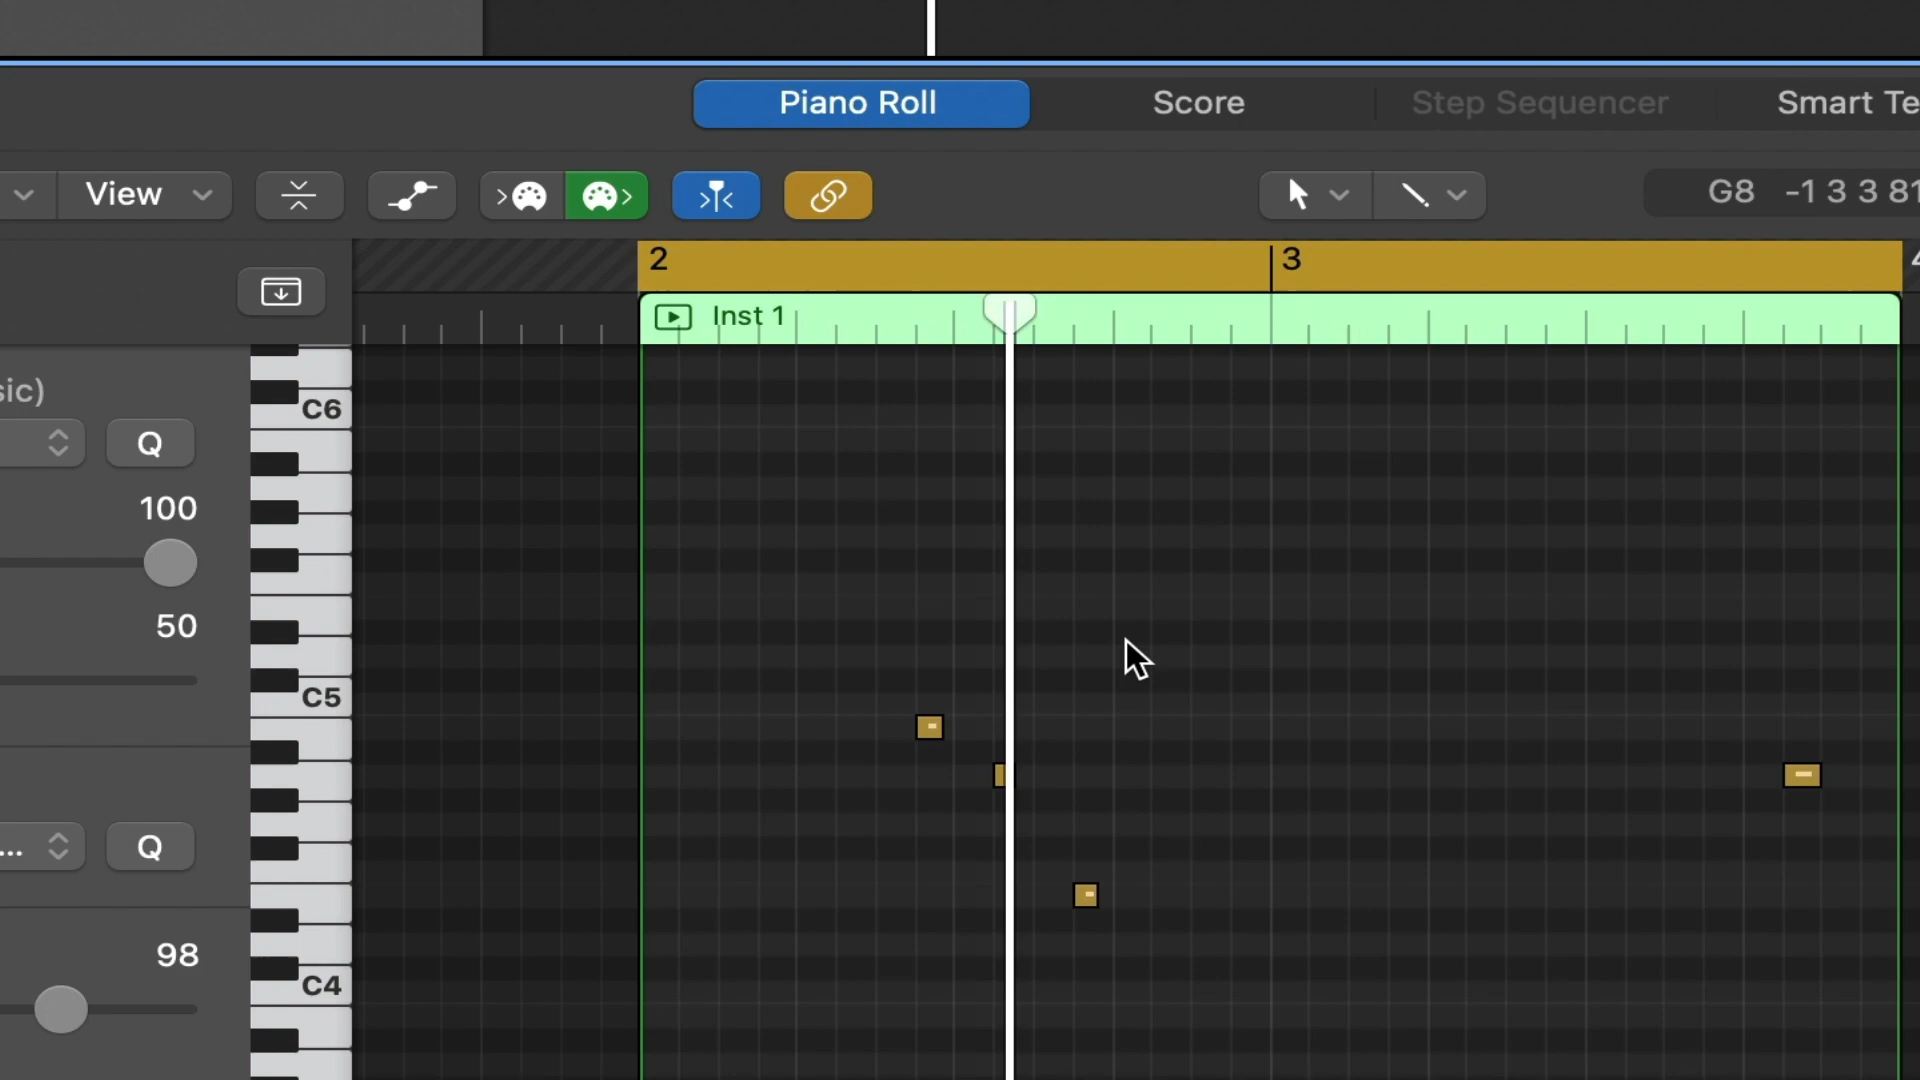 Piano Roll Score Step Sequencer Smart Te
View G8 -1 3 3 81
2 3 4
Inst 1
sic)
C6
Q
100
50
C5
... Q
98
C4